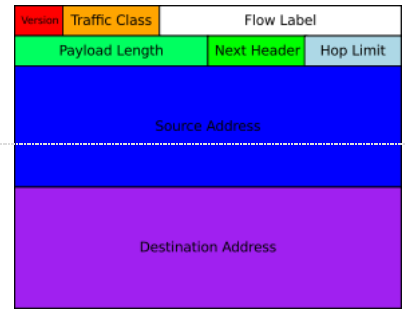 Version Traffic Class Flow Label
Payload Length Next Header Hop Limit
Source Address
Destination Address